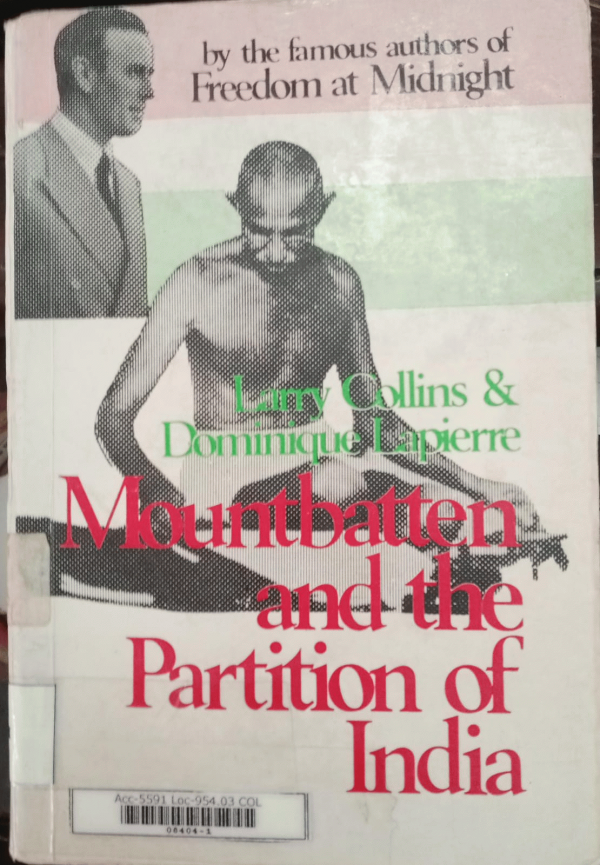 by the famous authors of
Freedom at Midnight
Larry Collins &
Dominique Lapierre
Mountbatten
and the
Partition of
India
Acc-5591 Loc-954.03 COL
08404-1